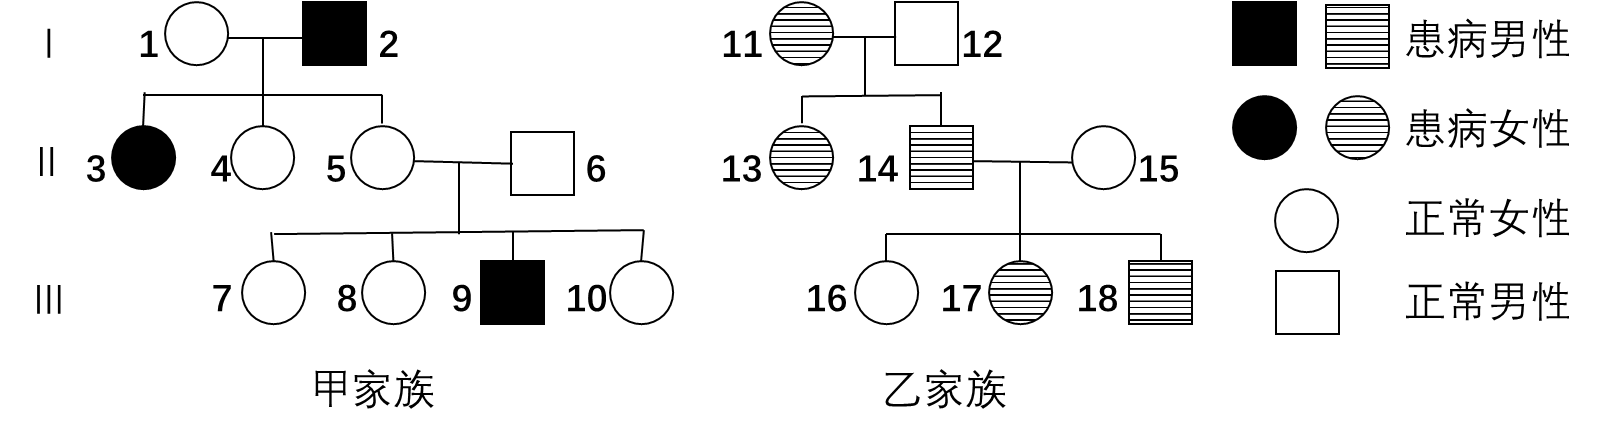 I 1 2 11 12 患病男性
II 3 4 5 6 13 14 15 患病女性
正常女性
III 7 8 9 10 16 17 18 正常男性
甲家族 乙家族